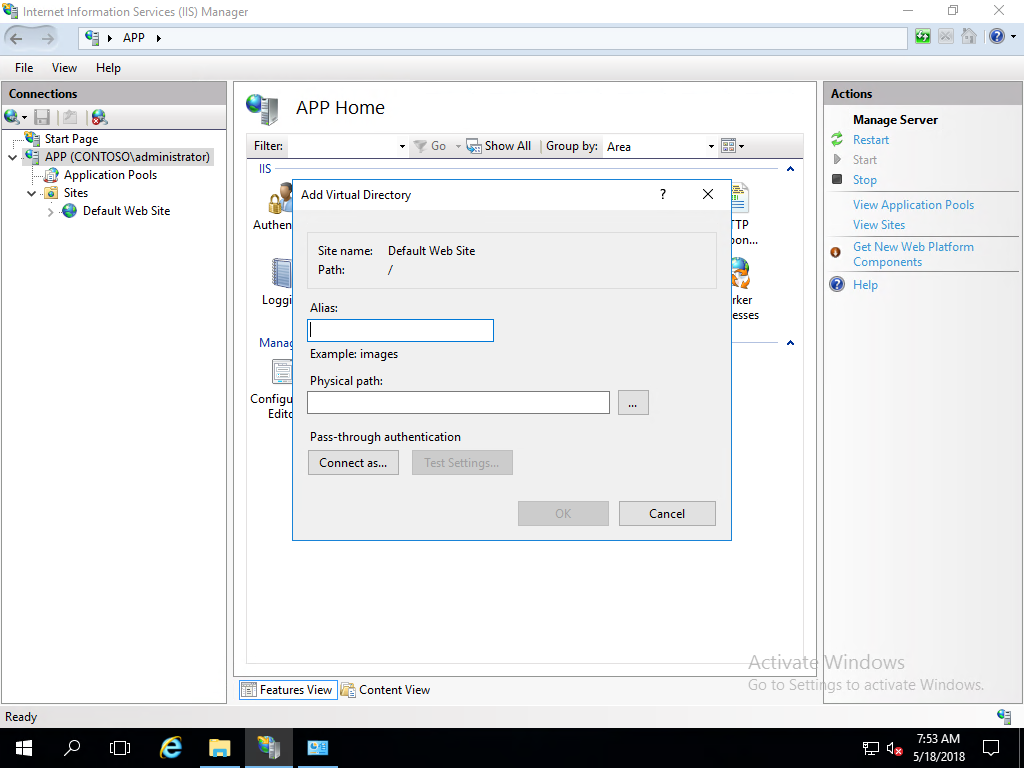 Internet Information Services (IIS) Manager
APP
File View Help
Connections
Start Page
APP (CONTOSO\administrator)
Application Pools
Sites
Default Web Site
APP Home
Filter: Go Show All Group by: Area
IIS
Authen
TTP
pon...
Loggi
rker
esses
Manag
Configu
Edito
Add Virtual Directory
?
Site name: Default Web Site
Path: /
Alias:
Example: images
Physical path:
...
Pass-through authentication
Connect as... Test Settings...
OK Cancel
Features View Content View
Actions
Manage Server
Restart
Start
Stop
View Application Pools
View Sites
Get New Web Platform
Components
Help
Activate Windows
Go to Settings to activate Windows.
Ready
7:53 AM
5/18/2018